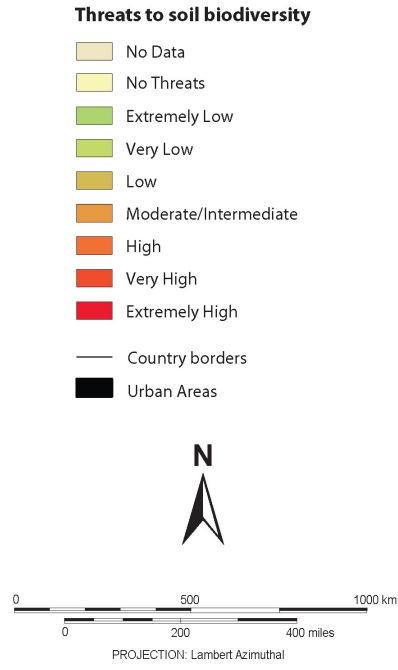 Threats to soil biodiversity
No Data
No Threats
Extremely Low
Very Low
Low
Moderate/Intermediate
High
Very High
Extremely High
Country borders
Urban Areas
N
0 500 1000 km
0 200 400 miles
PROJECTION: Lambert Azimuthal